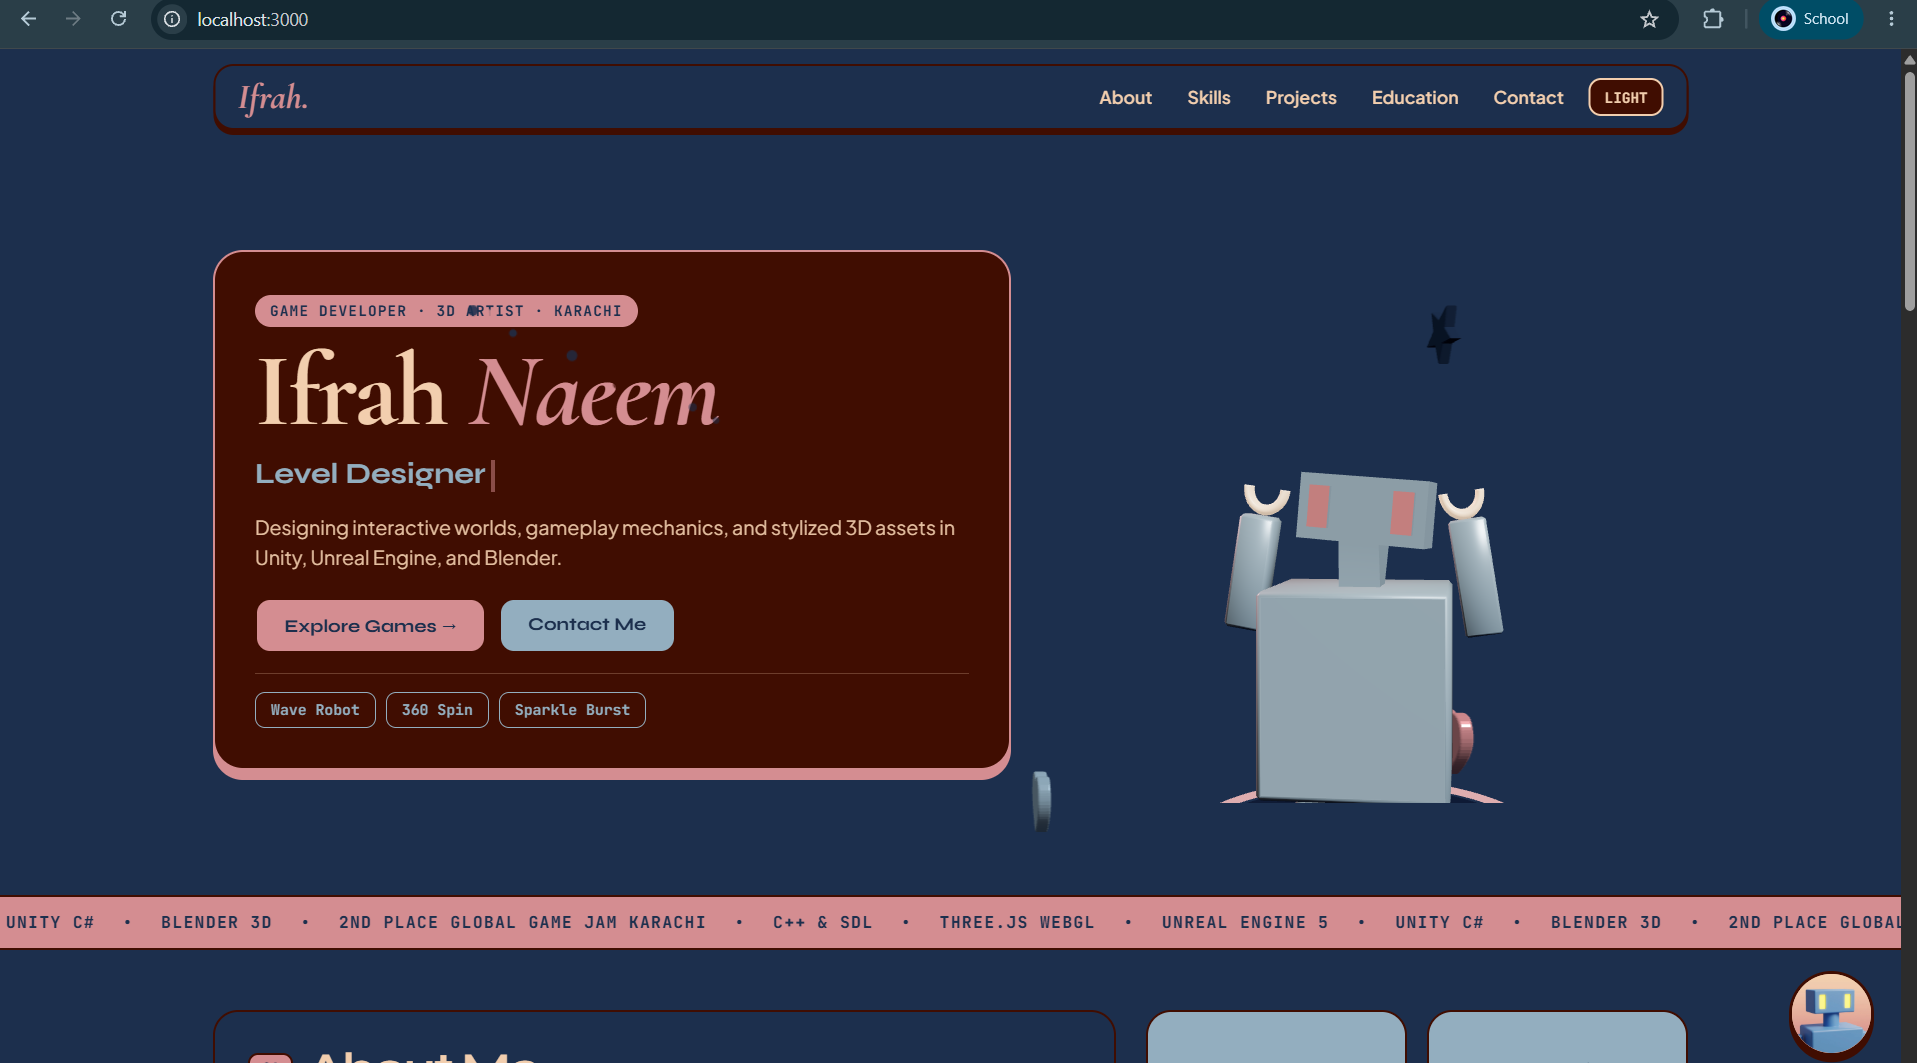 localhost:3000
School
Ifrah.
About Skills Projects Education Contact LIGHT
GAME DEVELOPER · 3D ARTIST · KARACHI
Ifrah Naeem
Level Designer
Designing interactive worlds, gameplay mechanics, and stylized 3D assets in
Unity, Unreal Engine, and Blender.
Explore Games → Contact Me
Wave Robot 360 Spin Sparkle Burst
UNITY C# • BLENDER 3D • 2ND PLACE GLOBAL GAME JAM KARACHI • C++ & SDL • THREE.JS WEBGL • UNREAL ENGINE 5 • UNITY C# • BLENDER 3D • 2ND PLACE GLOBAL
About Me